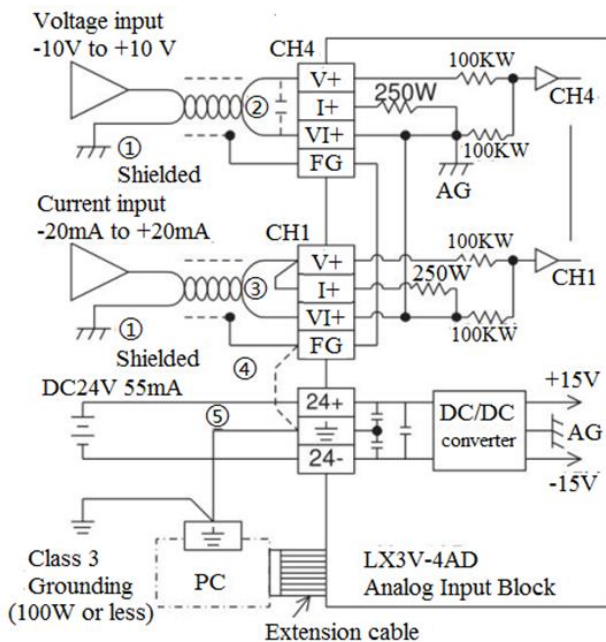 Voltage input
-10V to +10 V
CH4
V+
I+
VI+
FG
②
①
Shielded
250W
100KW
100KW
CH4
AG
Current input
-20mA to +20mA
CH1
V+
I+
VI+
FG
③
①
Shielded
④
100KW
250W
100KW
CH1
DC24V 55mA
⑤
24+
24-
DC/DC
converter
+15V
AG
-15V
Class 3
Grounding
(100W or less)
PC
LX3V-4AD
Analog Input Block
Extension cable